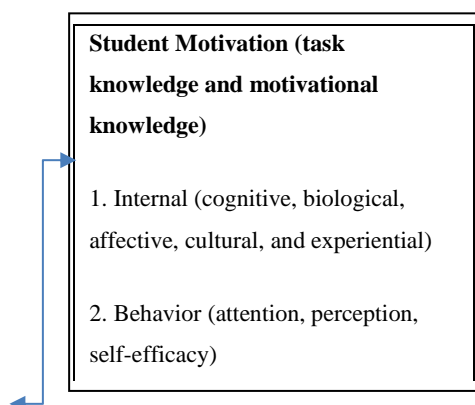 Student Motivation (task
knowledge and motivational
knowledge)
1. Internal (cognitive, biological,
affective, cultural, and experiential)
2. Behavior (attention, perception,
self-efficacy)